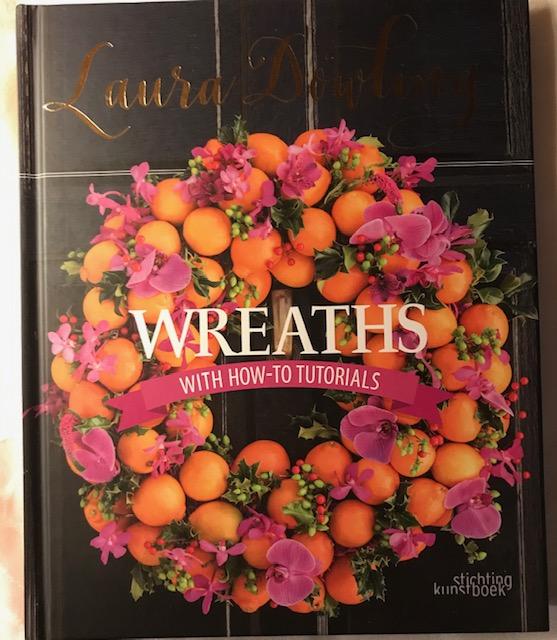 Laura Dowling
WREATHS
WITH HOW-TO TUTORIALS
stichting
kunstboek